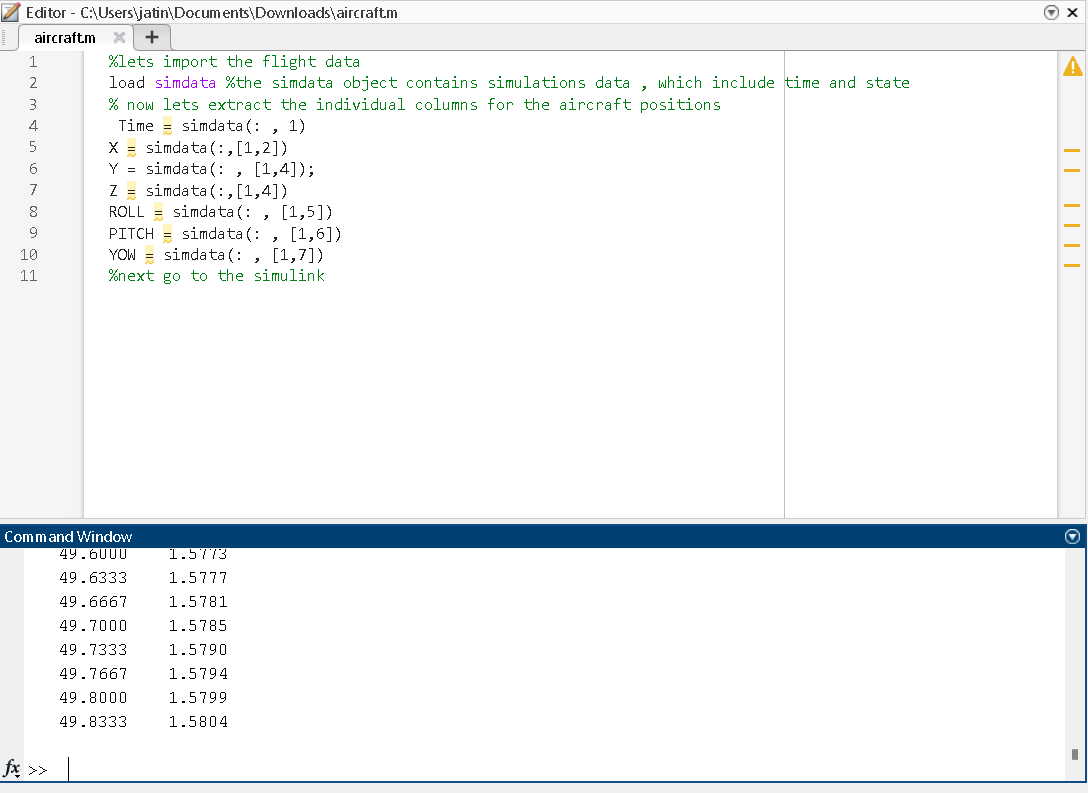 Editor - C:\Users\jatin\Documents\Downloads\aircraft.m
aircraft.m
1 %lets import the flight data
2 load simdata %the simdata object contains simulations data , which include time and state
3 % now lets extract the individual columns for the aircraft positions
4 Time = simdata(: , 1)
5 X = simdata(:,[1,2])
6 Y = simdata(: , [1,4]);
7 Z = simdata(:,[1,4])
8 ROLL = simdata(: , [1,5])
9 PITCH = simdata(: , [1,6])
10 YOW = simdata(: , [1,7])
11 %next go to the simulink
Command Window
49.6000 1.5773
49.6333 1.5777
49.6667 1.5781
49.7000 1.5785
49.7333 1.5790
49.7667 1.5794
49.8000 1.5799
49.8333 1.5804
fx >>